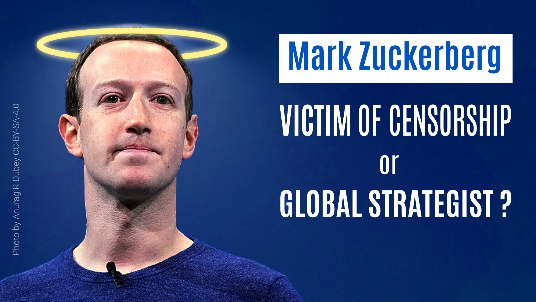 Mark Zuckerberg
VICTIM OF CENSORSHIP
or
GLOBAL STRATEGIST ?
Photo by Anurag R Dubey CC-BY-SA-4.0